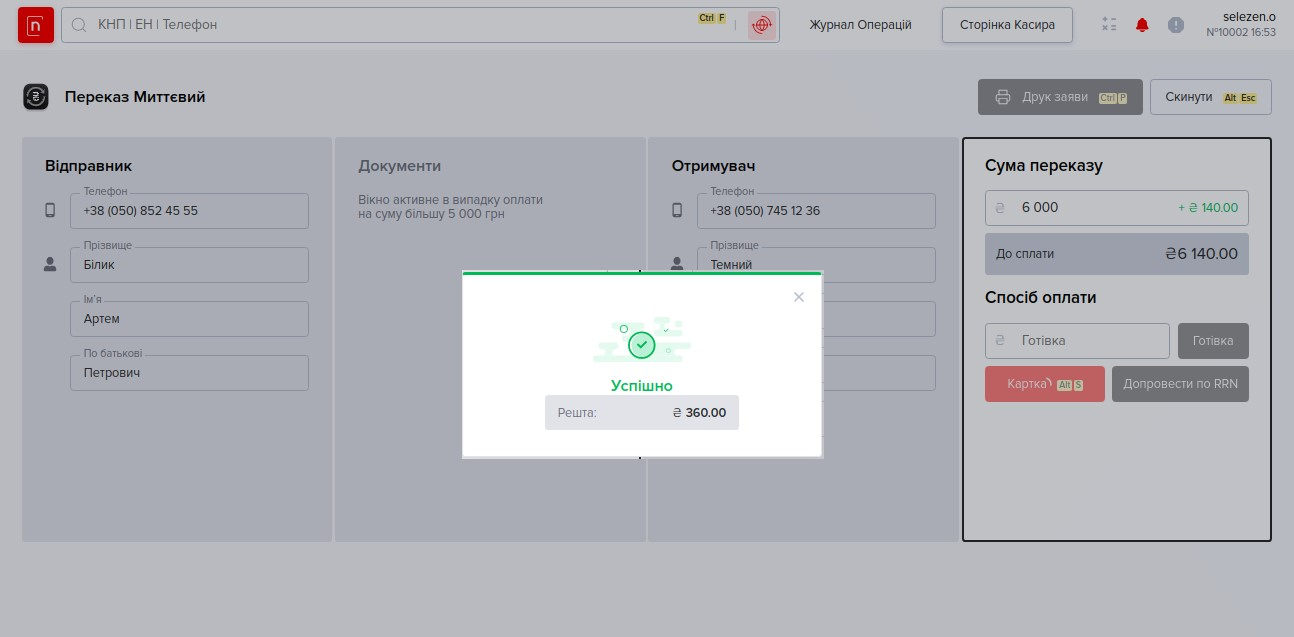 n КНП | ЕН | Телефон Ctrl F Журнал Операцій Сторінка Касира selezen.o
№10002 16:53
Переказ Миттєвий Друк заяви Ctrl P Скинути Alt Esc
Відправник
Телефон
+38 (050) 852 45 55
Прізвище
Білик
Ім'я
Артем
По батькові
Петрович
Документи
Вікно активне в випадку оплати
на суму більшу 5 000 грн
Отримувач
Телефон
+38 (050) 745 12 36
Прізвище
Темний
Сума переказу
₴ 6 000 + ₴ 140.00
До сплати ₴6 140.00
Спосіб оплати
₴ Готівка Готівка
Картка Alt S Допровести по RRN
Успішно
Решта: ₴ 360.00